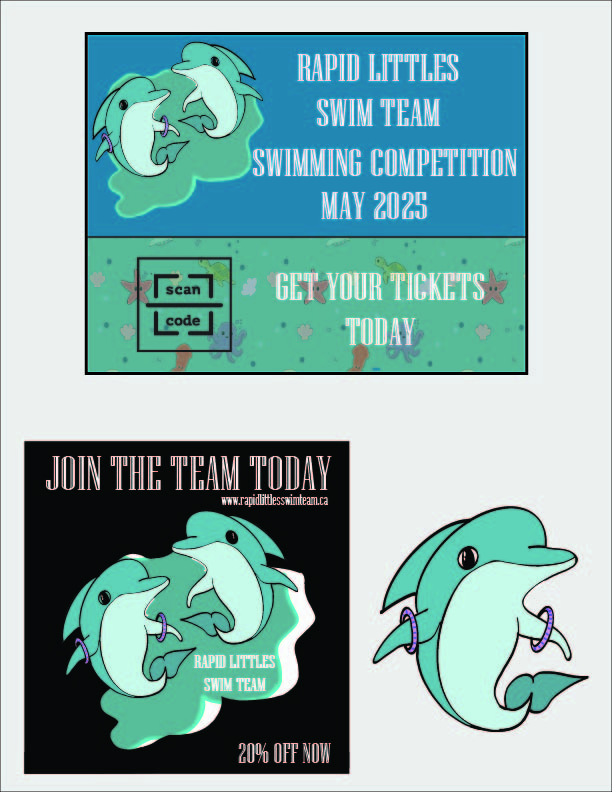 RAPID LITTLES
SWIM TEAM
SWIMMING COMPETITION
MAY 2025
scan
code
GET YOUR TICKETS
TODAY
JOIN THE TEAM TODAY
www.rapidlittlesswimteam.ca
RAPID LITTLES
SWIM TEAM
20% OFF NOW